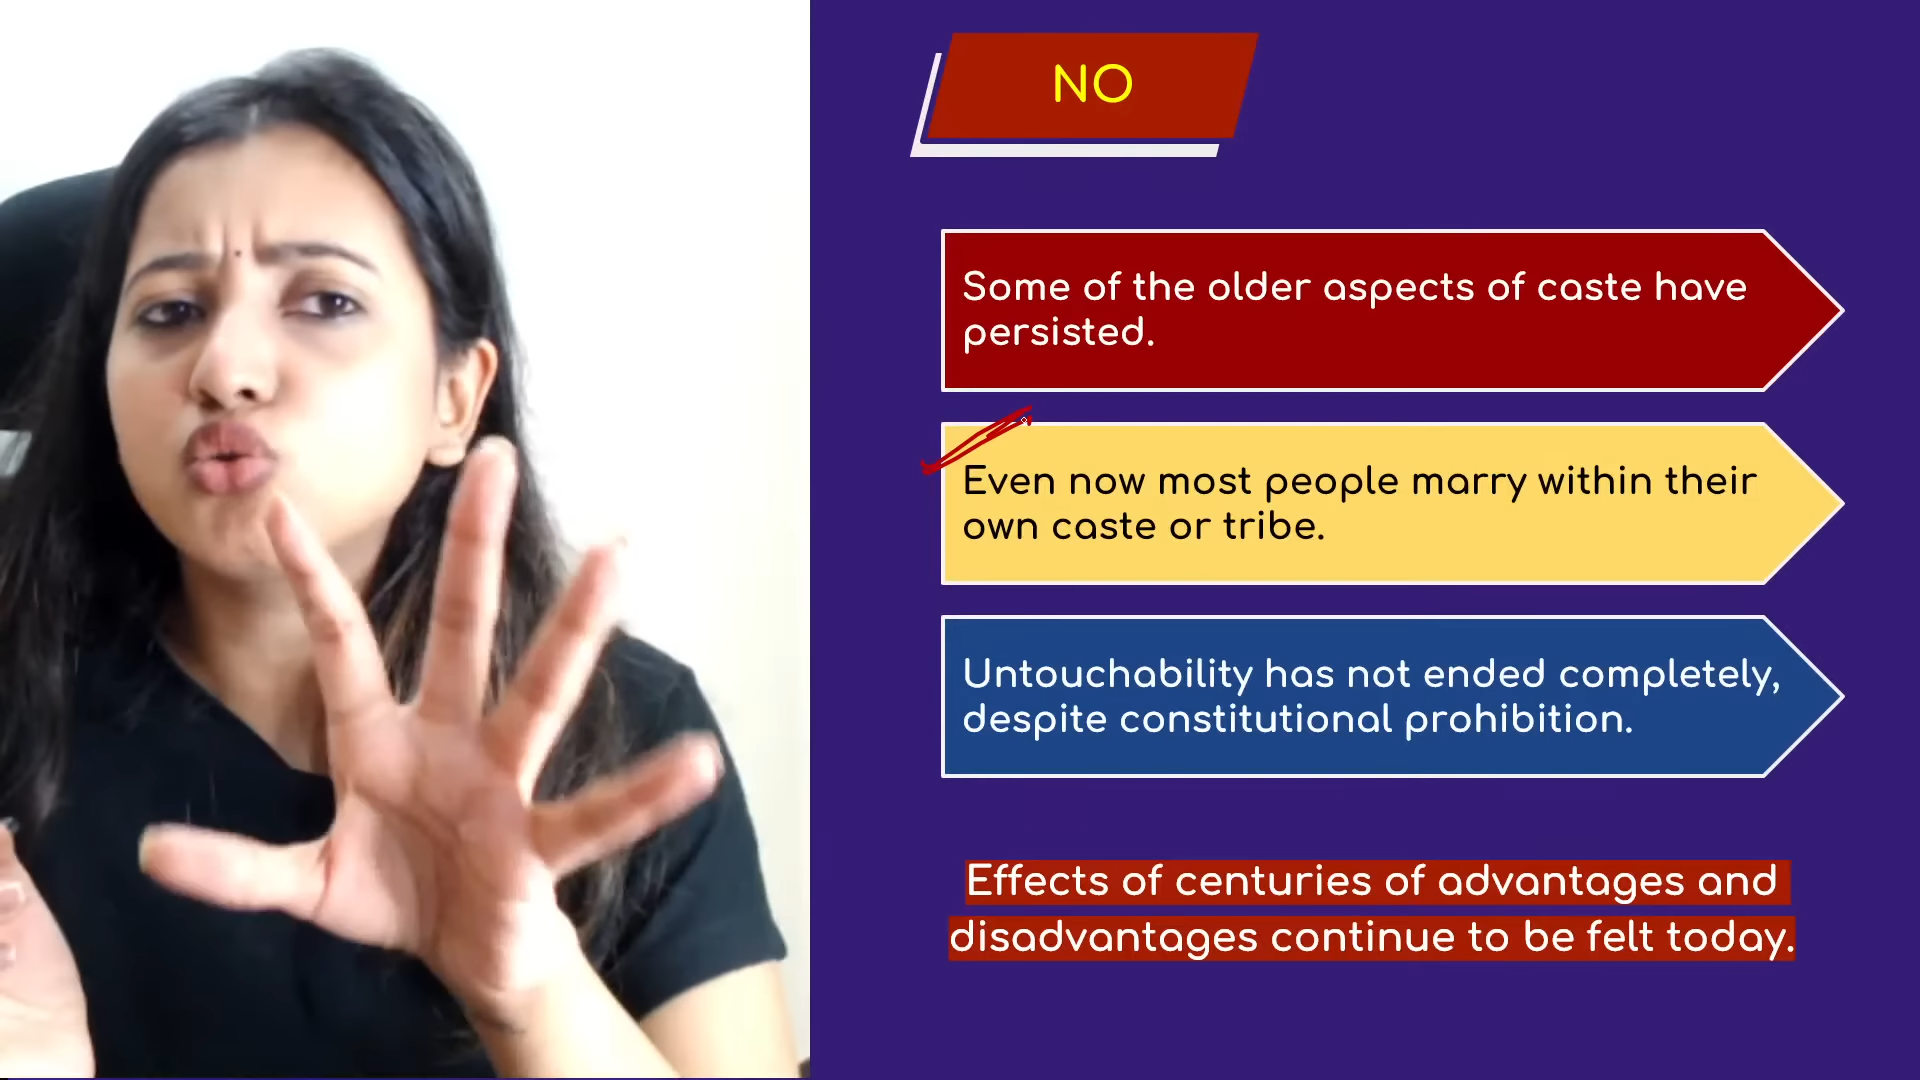 NO
Some of the older aspects of caste have
persisted.
Even now most people marry within their
own caste or tribe.
Untouchability has not ended completely,
despite constitutional prohibition.
Effects of centuries of advantages and
disadvantages continue to be felt today.